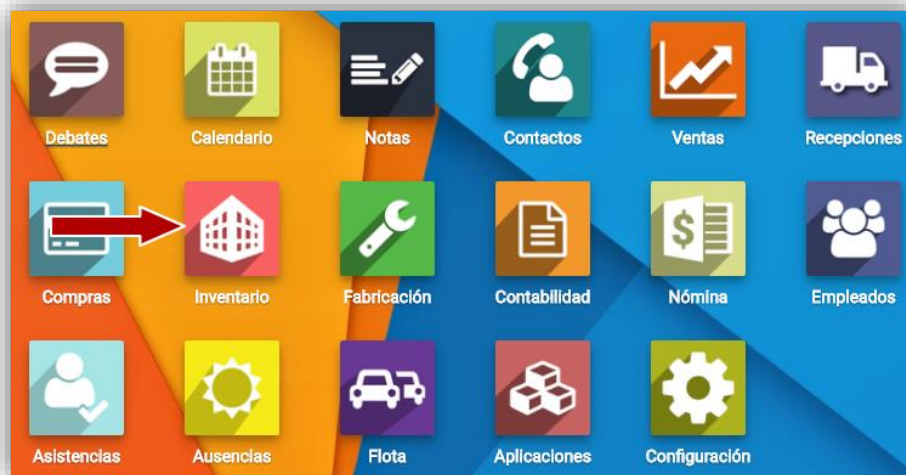 Debates
Calendario
Notas
Contactos
Ventas
Recepciones
Compras
Inventario
Fabricación
Contabilidad
Nómina
Empleados
Asistencias
Ausencias
Flota
Aplicaciones
Configuración